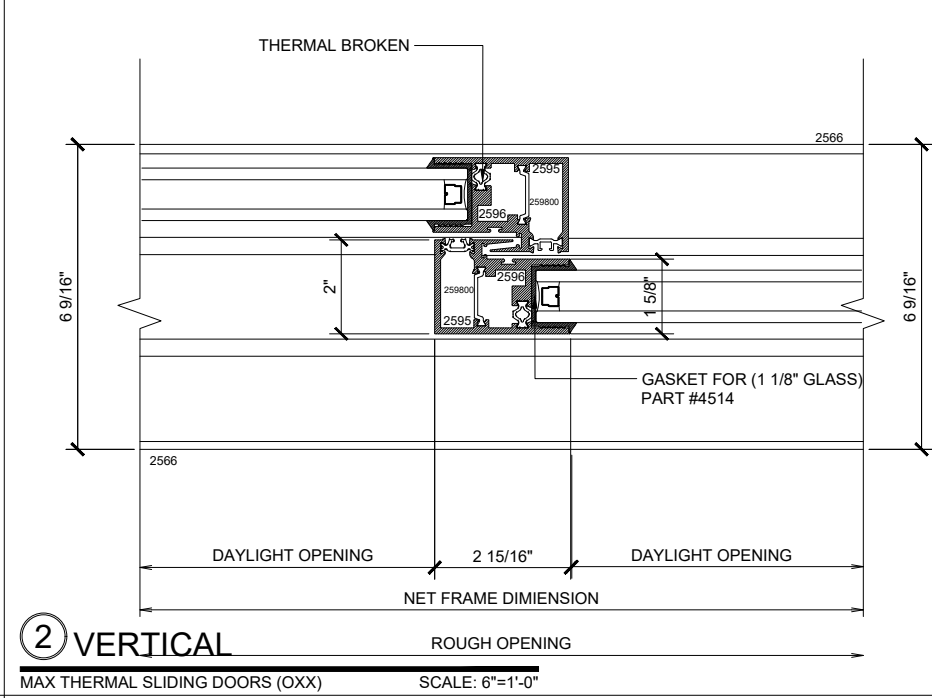 THERMAL BROKEN
2566
2595
259800
2596
6 9/16"
2"
2596
259800
2595
1 5/8"
6 9/16"
GASKET FOR (1 1/8" GLASS)
PART #4514
2566
DAYLIGHT OPENING
2 15/16"
DAYLIGHT OPENING
NET FRAME DIMIENSION
2 VERTICAL
ROUGH OPENING
MAX THERMAL SLIDING DOORS (OXX)
SCALE: 6"=1'-0"